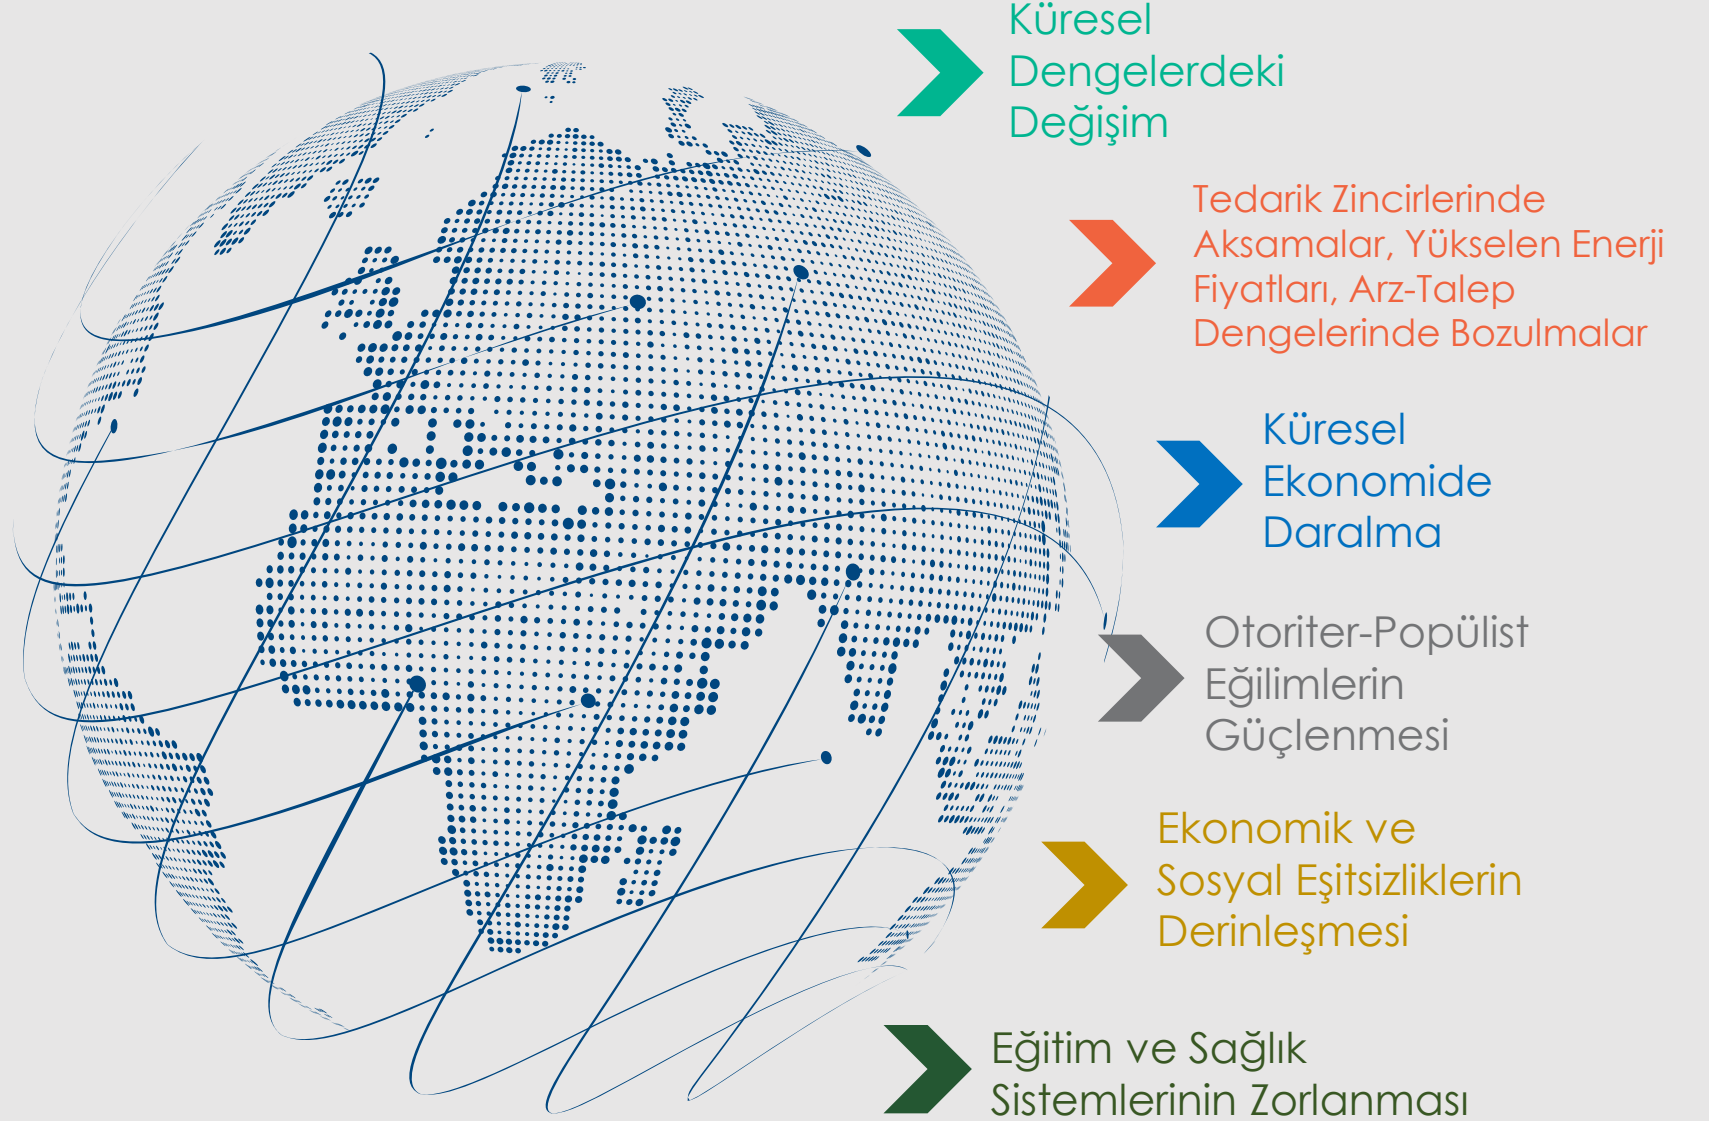 Küresel
Dengelerdeki
Değişim
Tedarik Zincirlerinde
Aksamalar, Yükselen Enerji
Fiyatları, Arz-Talep
Dengelerinde Bozulmalar
Küresel
Ekonomide
Daralma
Otoriter-Popülist
Eğilimlerin
Güçlenmesi
Ekonomik ve
Sosyal Eşitsizliklerin
Derinleşmesi
Eğitim ve Sağlık
Sistemlerinin Zorlanması